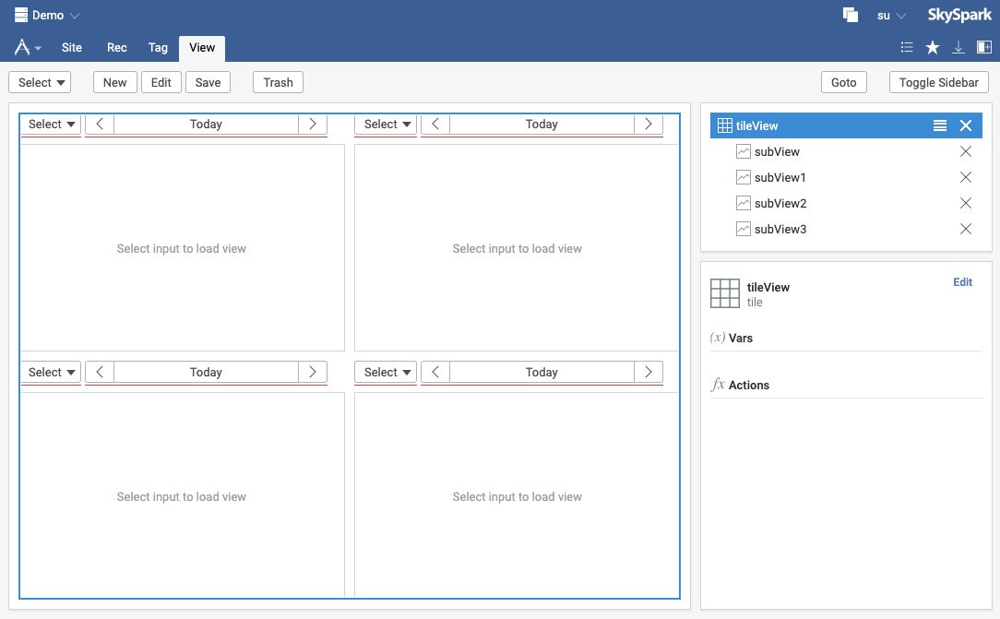 Demo
su
SkySpark
Site
Rec
Tag
View
Select
New
Edit
Save
Trash
Goto
Toggle Sidebar
Select
Today
Select
Today
Select input to load view
Select input to load view
Select
Today
Select
Today
Select input to load view
Select input to load view
tileView
subView
subView1
subView2
subView3
tileView
Edit
tile
(x) Vars
fx Actions